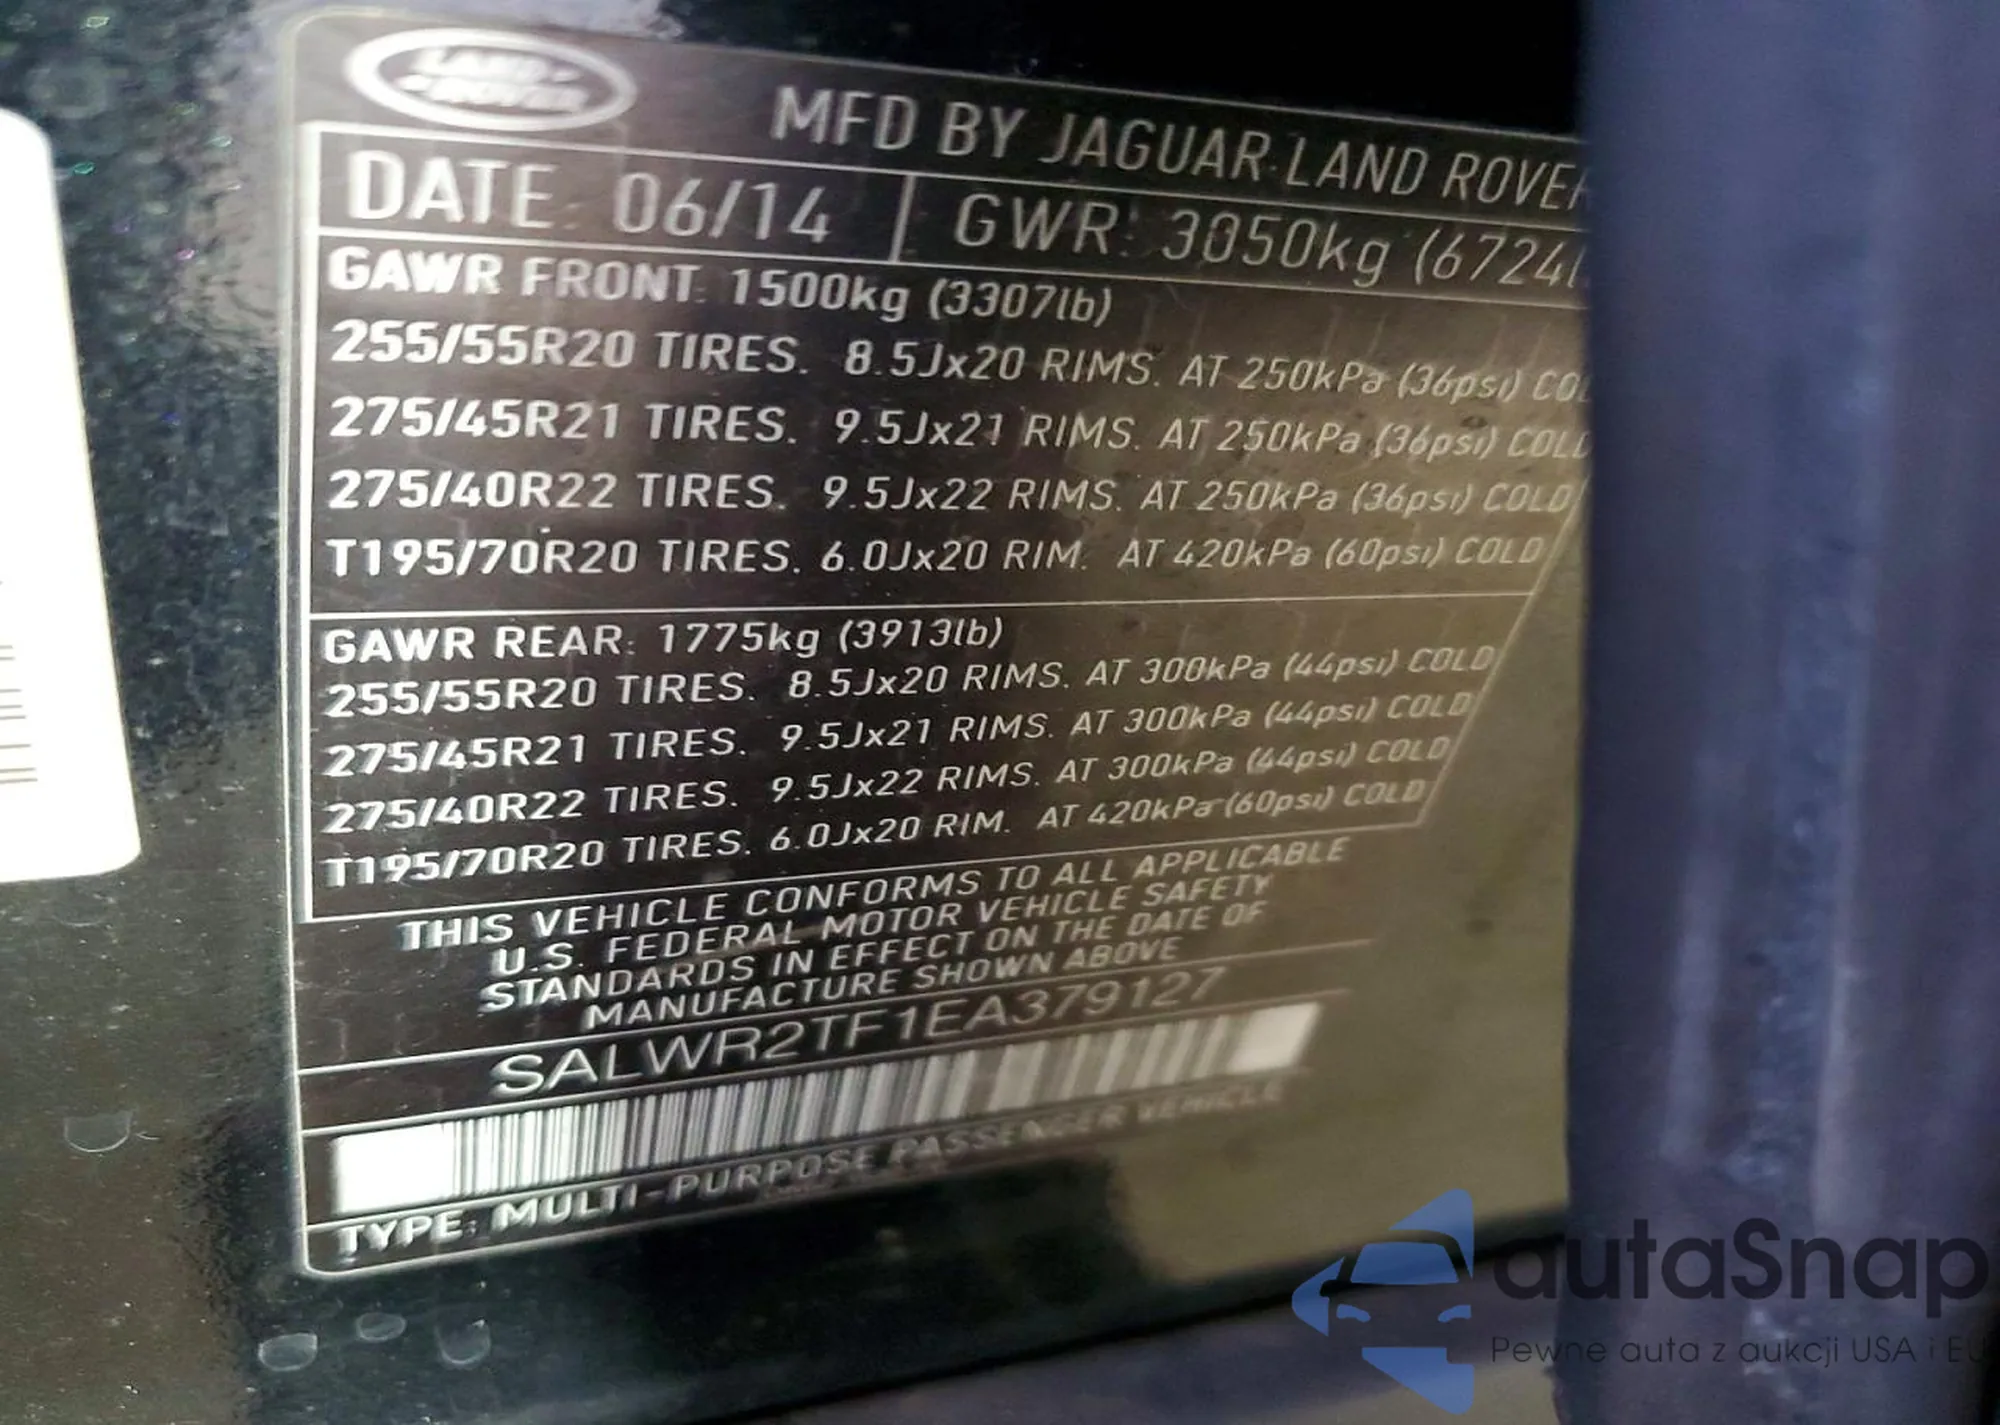 LAND ROVER
MFD BY JAGUAR LAND ROVER
DATE: 06/14 GWR: 3050kg (6724l
GAWR FRONT: 1500kg (3307lb)
255/55R20 TIRES. 8.5Jx20 RIMS. AT 250kPa (36psi) COL
275/45R21 TIRES. 9.5Jx21 RIMS. AT 250kPa (36psi) COLD
275/40R22 TIRES. 9.5Jx22 RIMS. AT 250kPa (36psi) COLD
T195/70R20 TIRES. 6.0Jx20 RIM. AT 420kPa (60psi) COLD
GAWR REAR: 1775kg (3913lb)
255/55R20 TIRES. 8.5Jx20 RIMS. AT 300kPa (44psi) COLD
275/45R21 TIRES. 9.5Jx21 RIMS. AT 300kPa (44psi) COLD
275/40R22 TIRES. 9.5Jx22 RIMS. AT 300kPa (44psi) COLD
T195/70R20 TIRES. 6.0Jx20 RIM. AT 420kPa (60psi) COLD
THIS VEHICLE CONFORMS TO ALL APPLICABLE
U.S. FEDERAL MOTOR VEHICLE SAFETY
STANDARDS IN EFFECT ON THE DATE OF
MANUFACTURE SHOWN ABOVE
SALWR2TF1EA379127
TYPE: MULTI-PURPOSE PASSENGER VEHICLE
autaSnap
Pewne auta z aukcji USA i EU